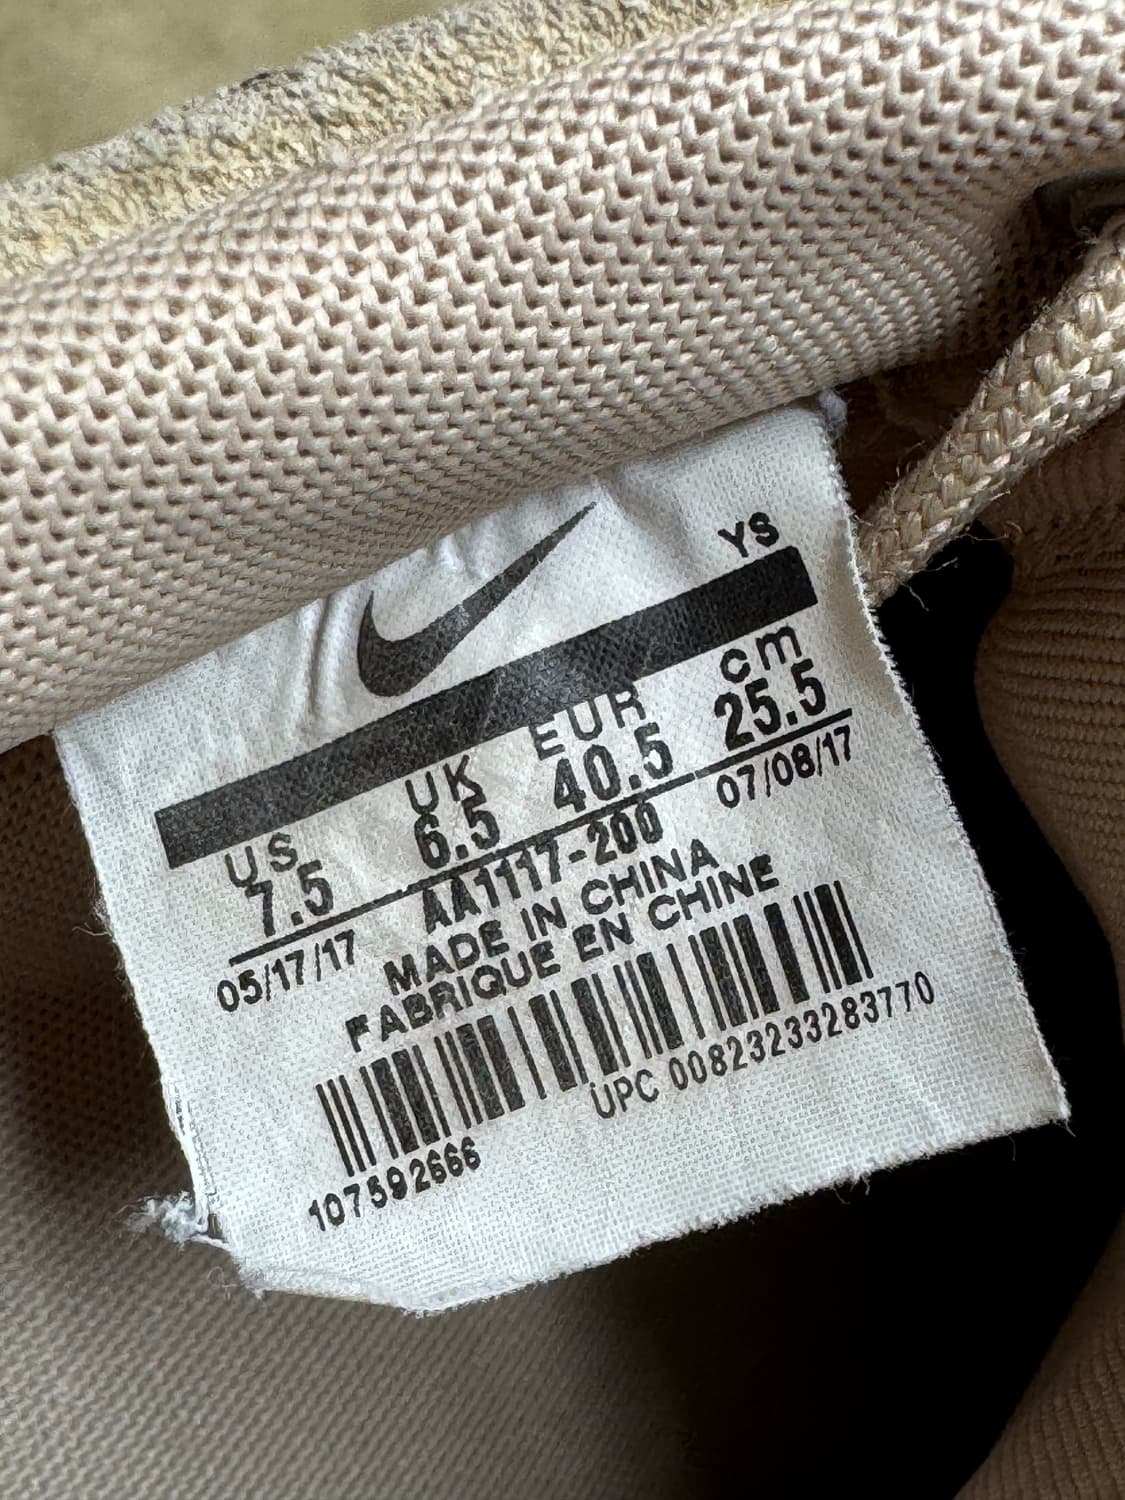 YS
US UK EUR cm
7.5 6.5 40.5 25.5
05/17/17 AA1117-200 07/08/17
MADE IN CHINA
FABRIQUE EN CHINE
UPC 00823233283770
107592666